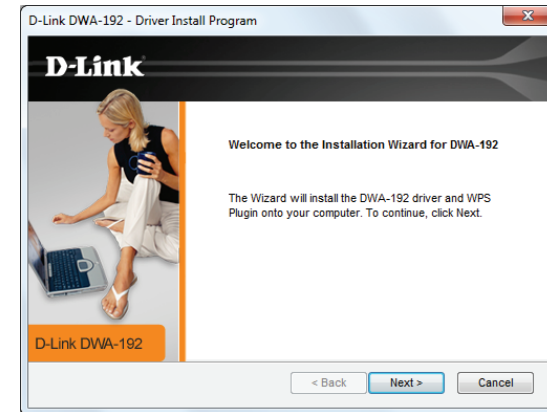 D-Link DWA-192 - Driver Install Program
D-Link
Welcome to the Installation Wizard for DWA-192
The Wizard will install the DWA-192 driver and WPS
Plugin onto your computer. To continue, click Next.
D-Link DWA-192
< Back
Next >
Cancel